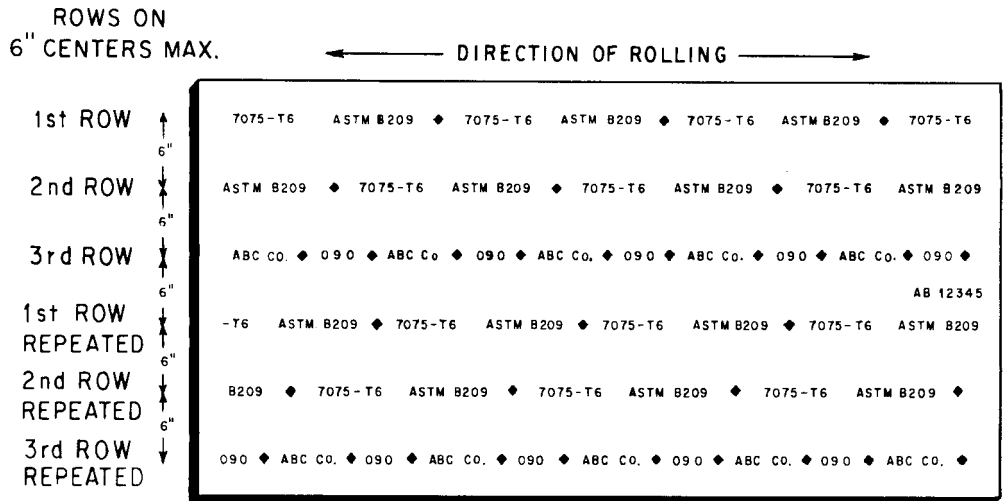 ROWS ON
6" CENTERS MAX.
DIRECTION OF ROLLING
1st ROW
7075-T6 ASTM B209 ◆ 7075-T6 ASTM B209 ◆ 7075-T6 ASTM B209 ◆ 7075-T6
6"
2nd ROW
ASTM B209 ◆ 7075-T6 ASTM B209 ◆ 7075-T6 ASTM B209 ◆ 7075-T6 ASTM B209
6"
3rd ROW
ABC CO. ◆ 090 ◆ ABC Co ◆ 090 ◆ ABC Co. ◆ 090 ◆ ABC Co. ◆ 090 ◆ ABC Co. ◆ 090 ◆
6"
AB 12345
1st ROW
REPEATED
-T6 ASTM B209 ◆ 7075-T6 ASTM B209 ◆ 7075-T6 ASTM B209 ◆ 7075-T6 ASTM B209
6"
2nd ROW
REPEATED
B209 ◆ 7075-T6 ASTM B209 ◆ 7075-T6 ASTM B209 ◆ 7075-T6 ASTM B209 ◆
6"
3rd ROW
REPEATED
090 ◆ ABC CO. ◆ 090 ◆ ABC CO. ◆ 090 ◆ ABC CO. ◆ 090 ◆ ABC CO. ◆ 090 ◆ ABC CO. ◆